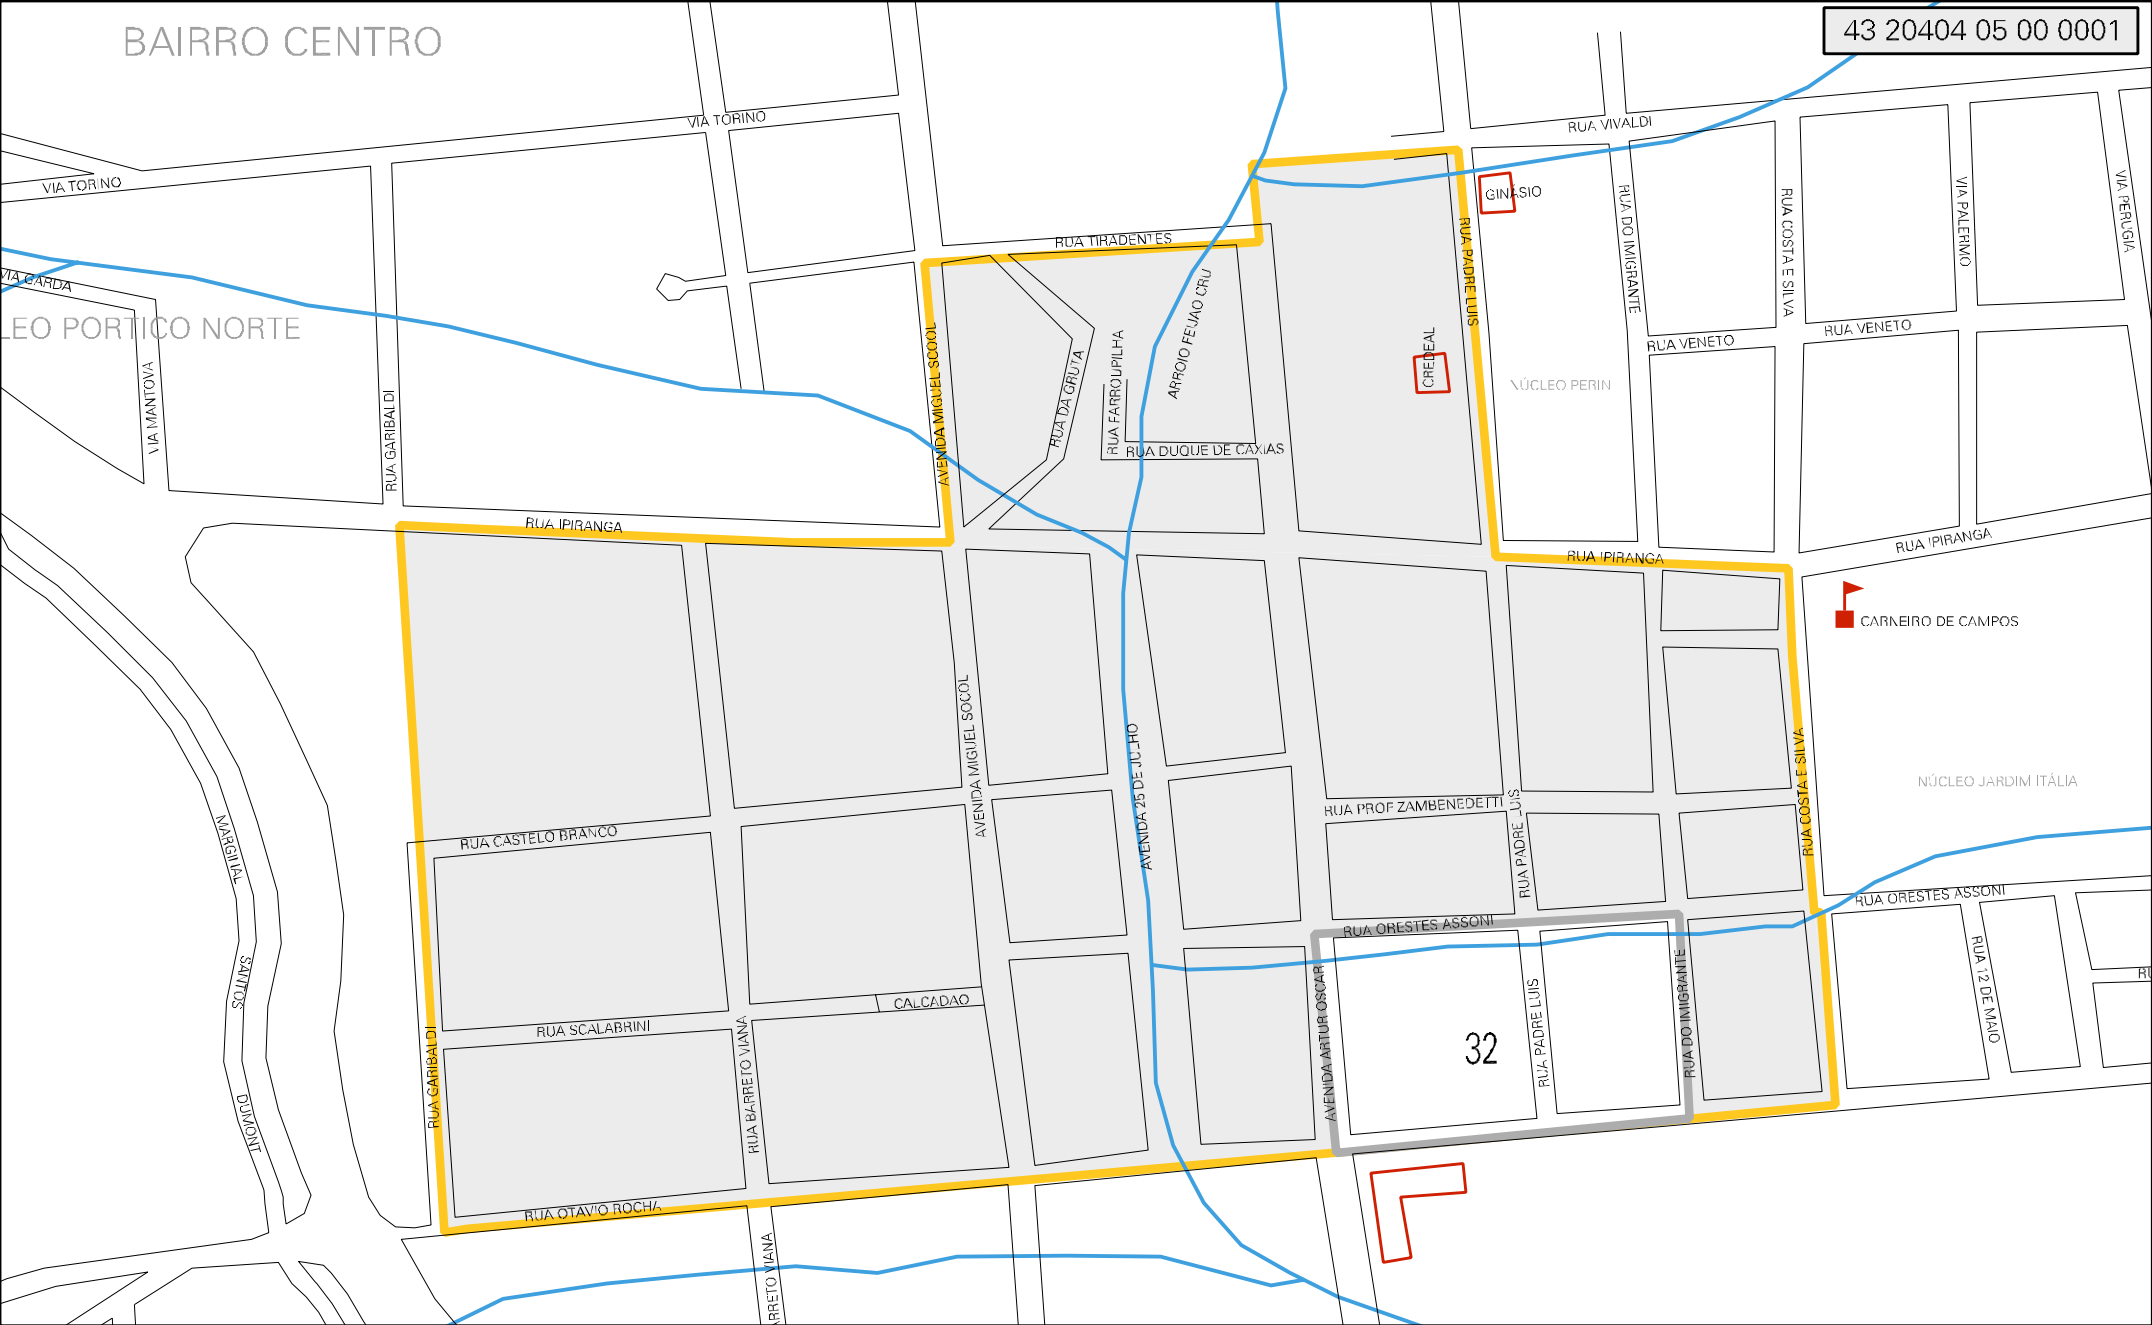 BAIRRO CENTRO
43 20404 05 00 0001
VIA TORINO
RUA VIVALDI
VIA TORINO
GINÁSIO
RUA DO IMIGRANTE
RUA COSTA E SILVA
VIA PALERMO
VIA PERUGIA
RUA TIRADENTES
RUA PADRE LUIS
VIA GARDA
LEO PORTICO NORTE
ARROIO FEIJAO CRU
RUA VENETO
RUA VENETO
AVENIDA MIGUEL SCOOL
RUA DA GRUTA
RUA FARROUPILHA
CREDEAL
NÚCLEO PERIN
VIA MANTOVA
RUA GARIBALDI
RUA DUQUE DE CAXIAS
RUA IPIRANGA
RUA IPIRANGA
RUA IPIRANGA
CARNEIRO DE CAMPOS
AVENIDA MIGUEL SOCOL
AVENIDA 25 DE JULHO
RUA COSTA E SILVA
NÚCLEO JARDIM ITÁLIA
RUA PROF ZAMBENEDETTI
RUA PADRE LUIS
RUA CASTELO BRANCO
MARGINAL
SANTOS
DUMONT
RUA ORESTES ASSONI
RUA ORESTES ASSONI
RUA 12 DE MAIO
RU
CALCADAO
RUA SCALABRINI
RUA GARIBALDI
RUA BARRETO VIANA
AVENIDA ARTUR OSCAR
32
RUA PADRE LUIS
RUA DO IMIGRANTE
RUA OTAVIO ROCHA
ARRETO VIANA